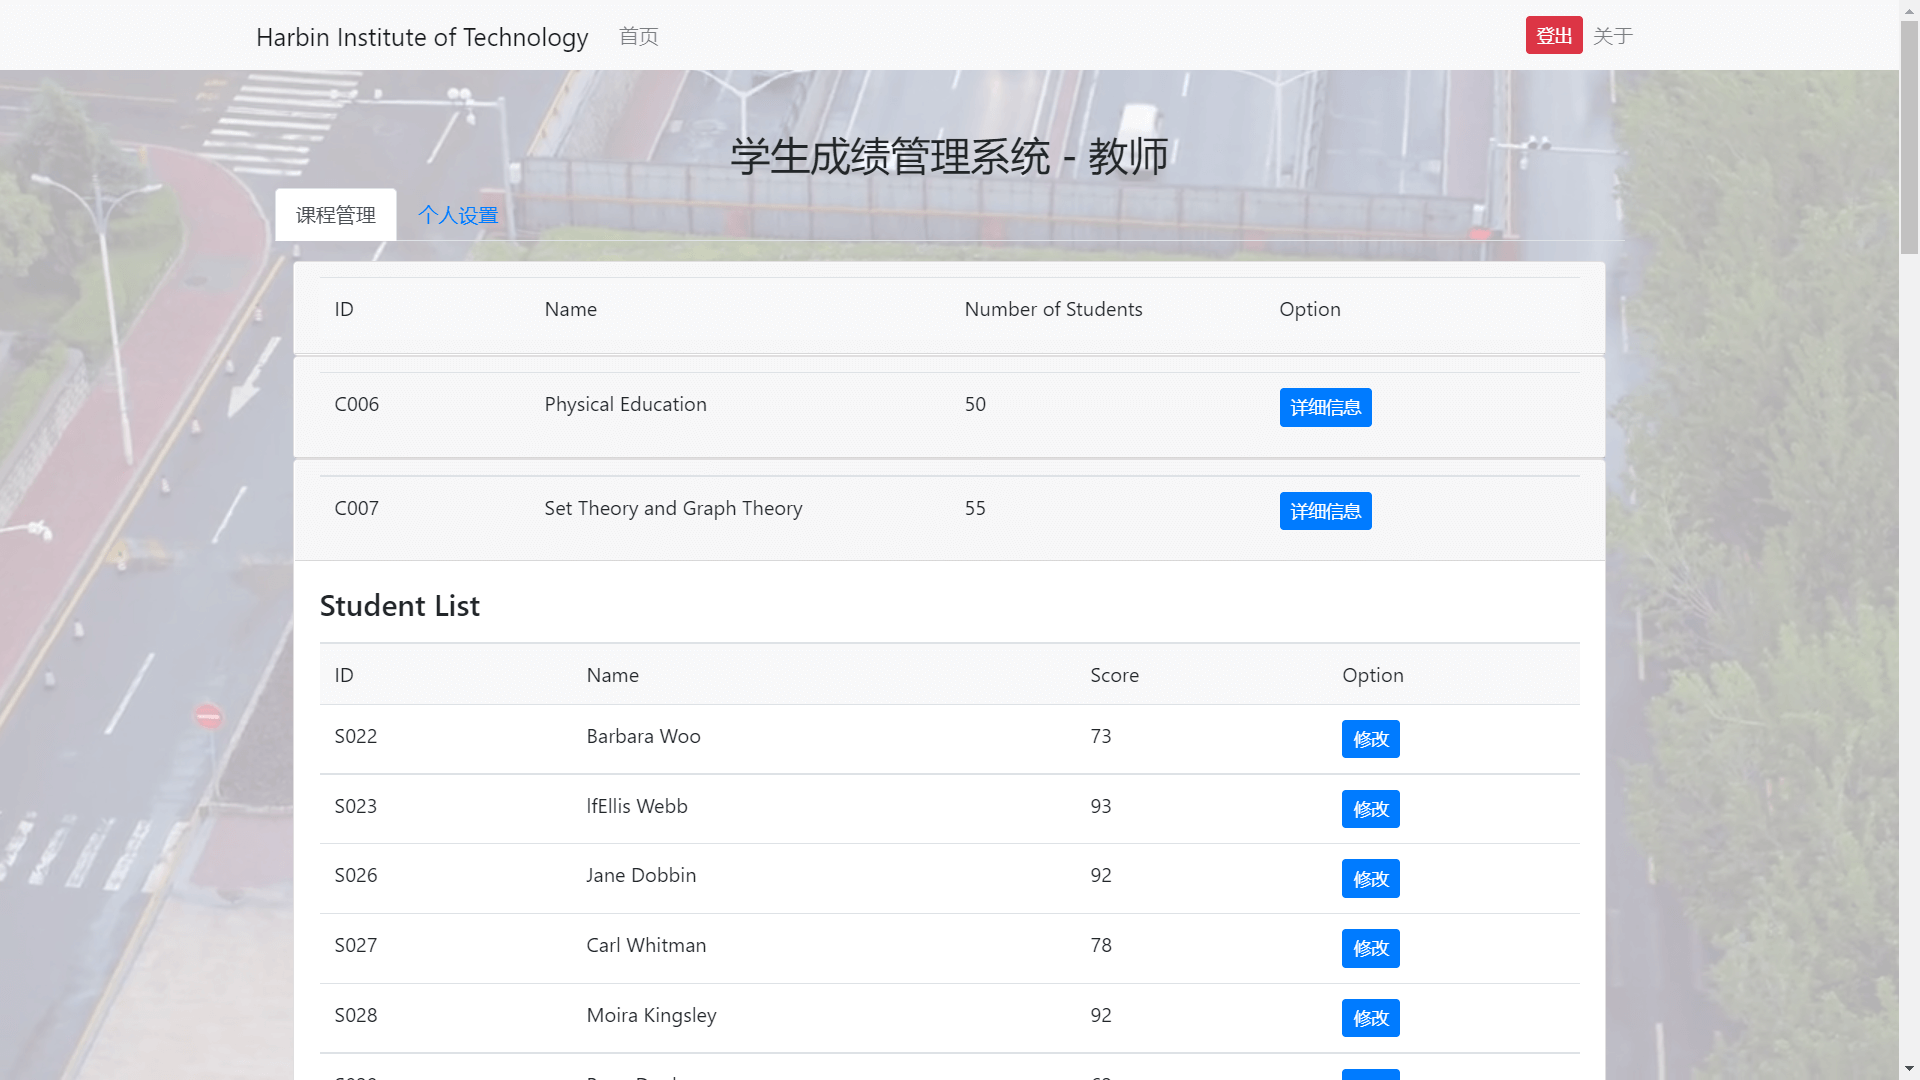 Harbin Institute of Technology 首页 登出 关于
学生成绩管理系统 - 教师
课程管理 个人设置
ID Name Number of Students Option
C006 Physical Education 50 详细信息
C007 Set Theory and Graph Theory 55 详细信息
Student List
ID Name Score Option
S022 Barbara Woo 73 修改
S023 lfEllis Webb 93 修改
S026 Jane Dobbin 92 修改
S027 Carl Whitman 78 修改
S028 Moira Kingsley 92 修改